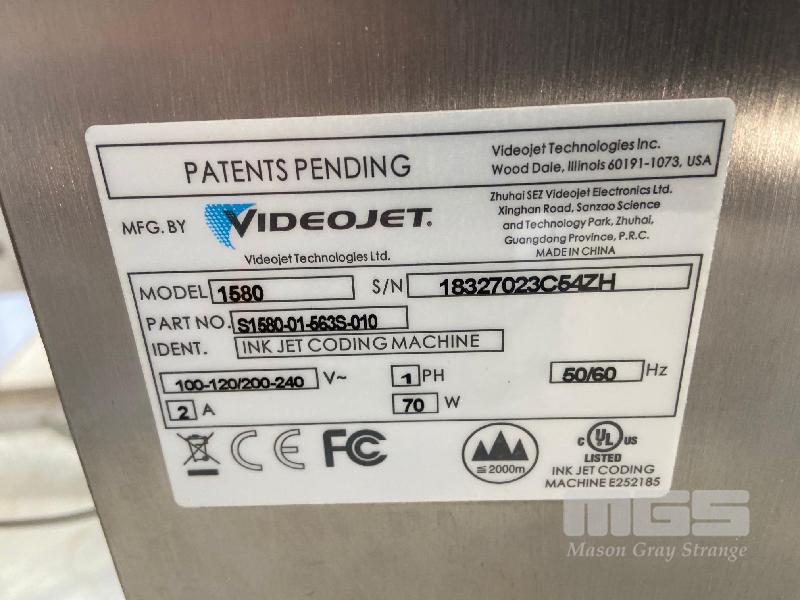 PATENTS PENDING
Videojet Technologies Inc.
Wood Dale, Illinois 60191-1073, USA
MFG. BY VIDEOJET.
Videojet Technologies Ltd.
Zhuhai SEZ Videojet Electronics Ltd.
Xinghan Road, Sanzao Science
and Technology Park, Zhuhai,
Guangdong Province, P.R.C.
MADE IN CHINA
MODEL 1580 S/N 18327023C54ZH
PART NO. S1580-01-563S-010
IDENT. INK JET CODING MACHINE
100-120/200-240 V~ 1 PH 50/60 Hz
2 A 70 W
CE FC ≤2000m
c UL us
LISTED
INK JET CODING
MACHINE E252185
MGS
Mason Gray Strange